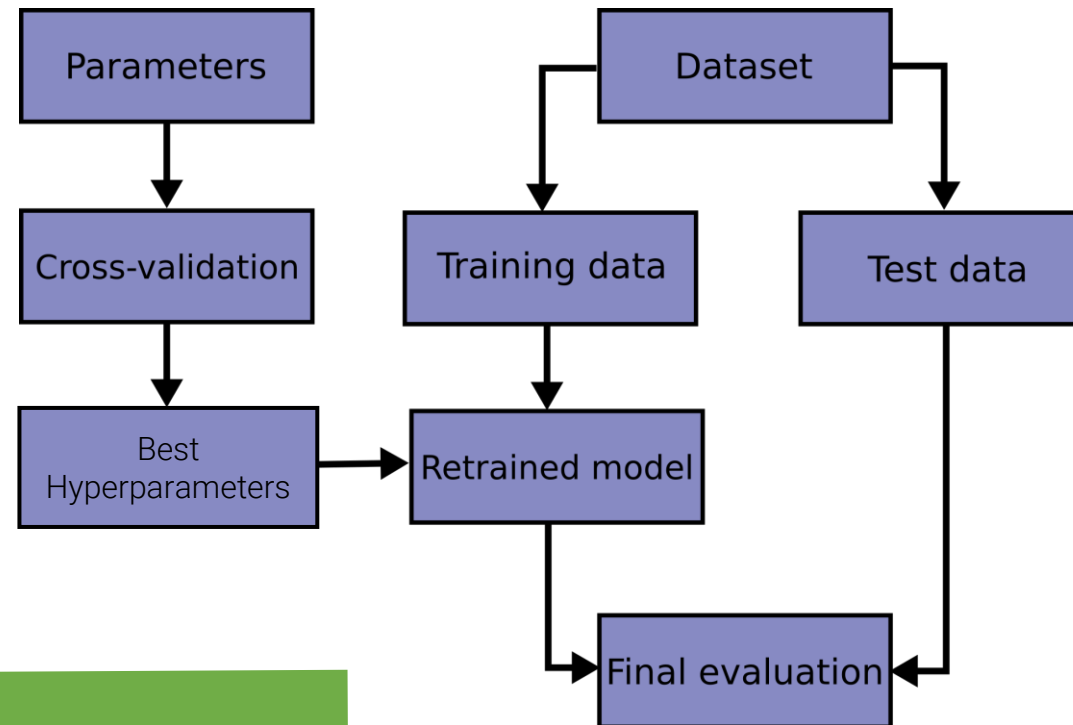 Parameters
Dataset
Cross-validation
Training data
Test data
Best
Hyperparameters
Retrained model
Final evaluation